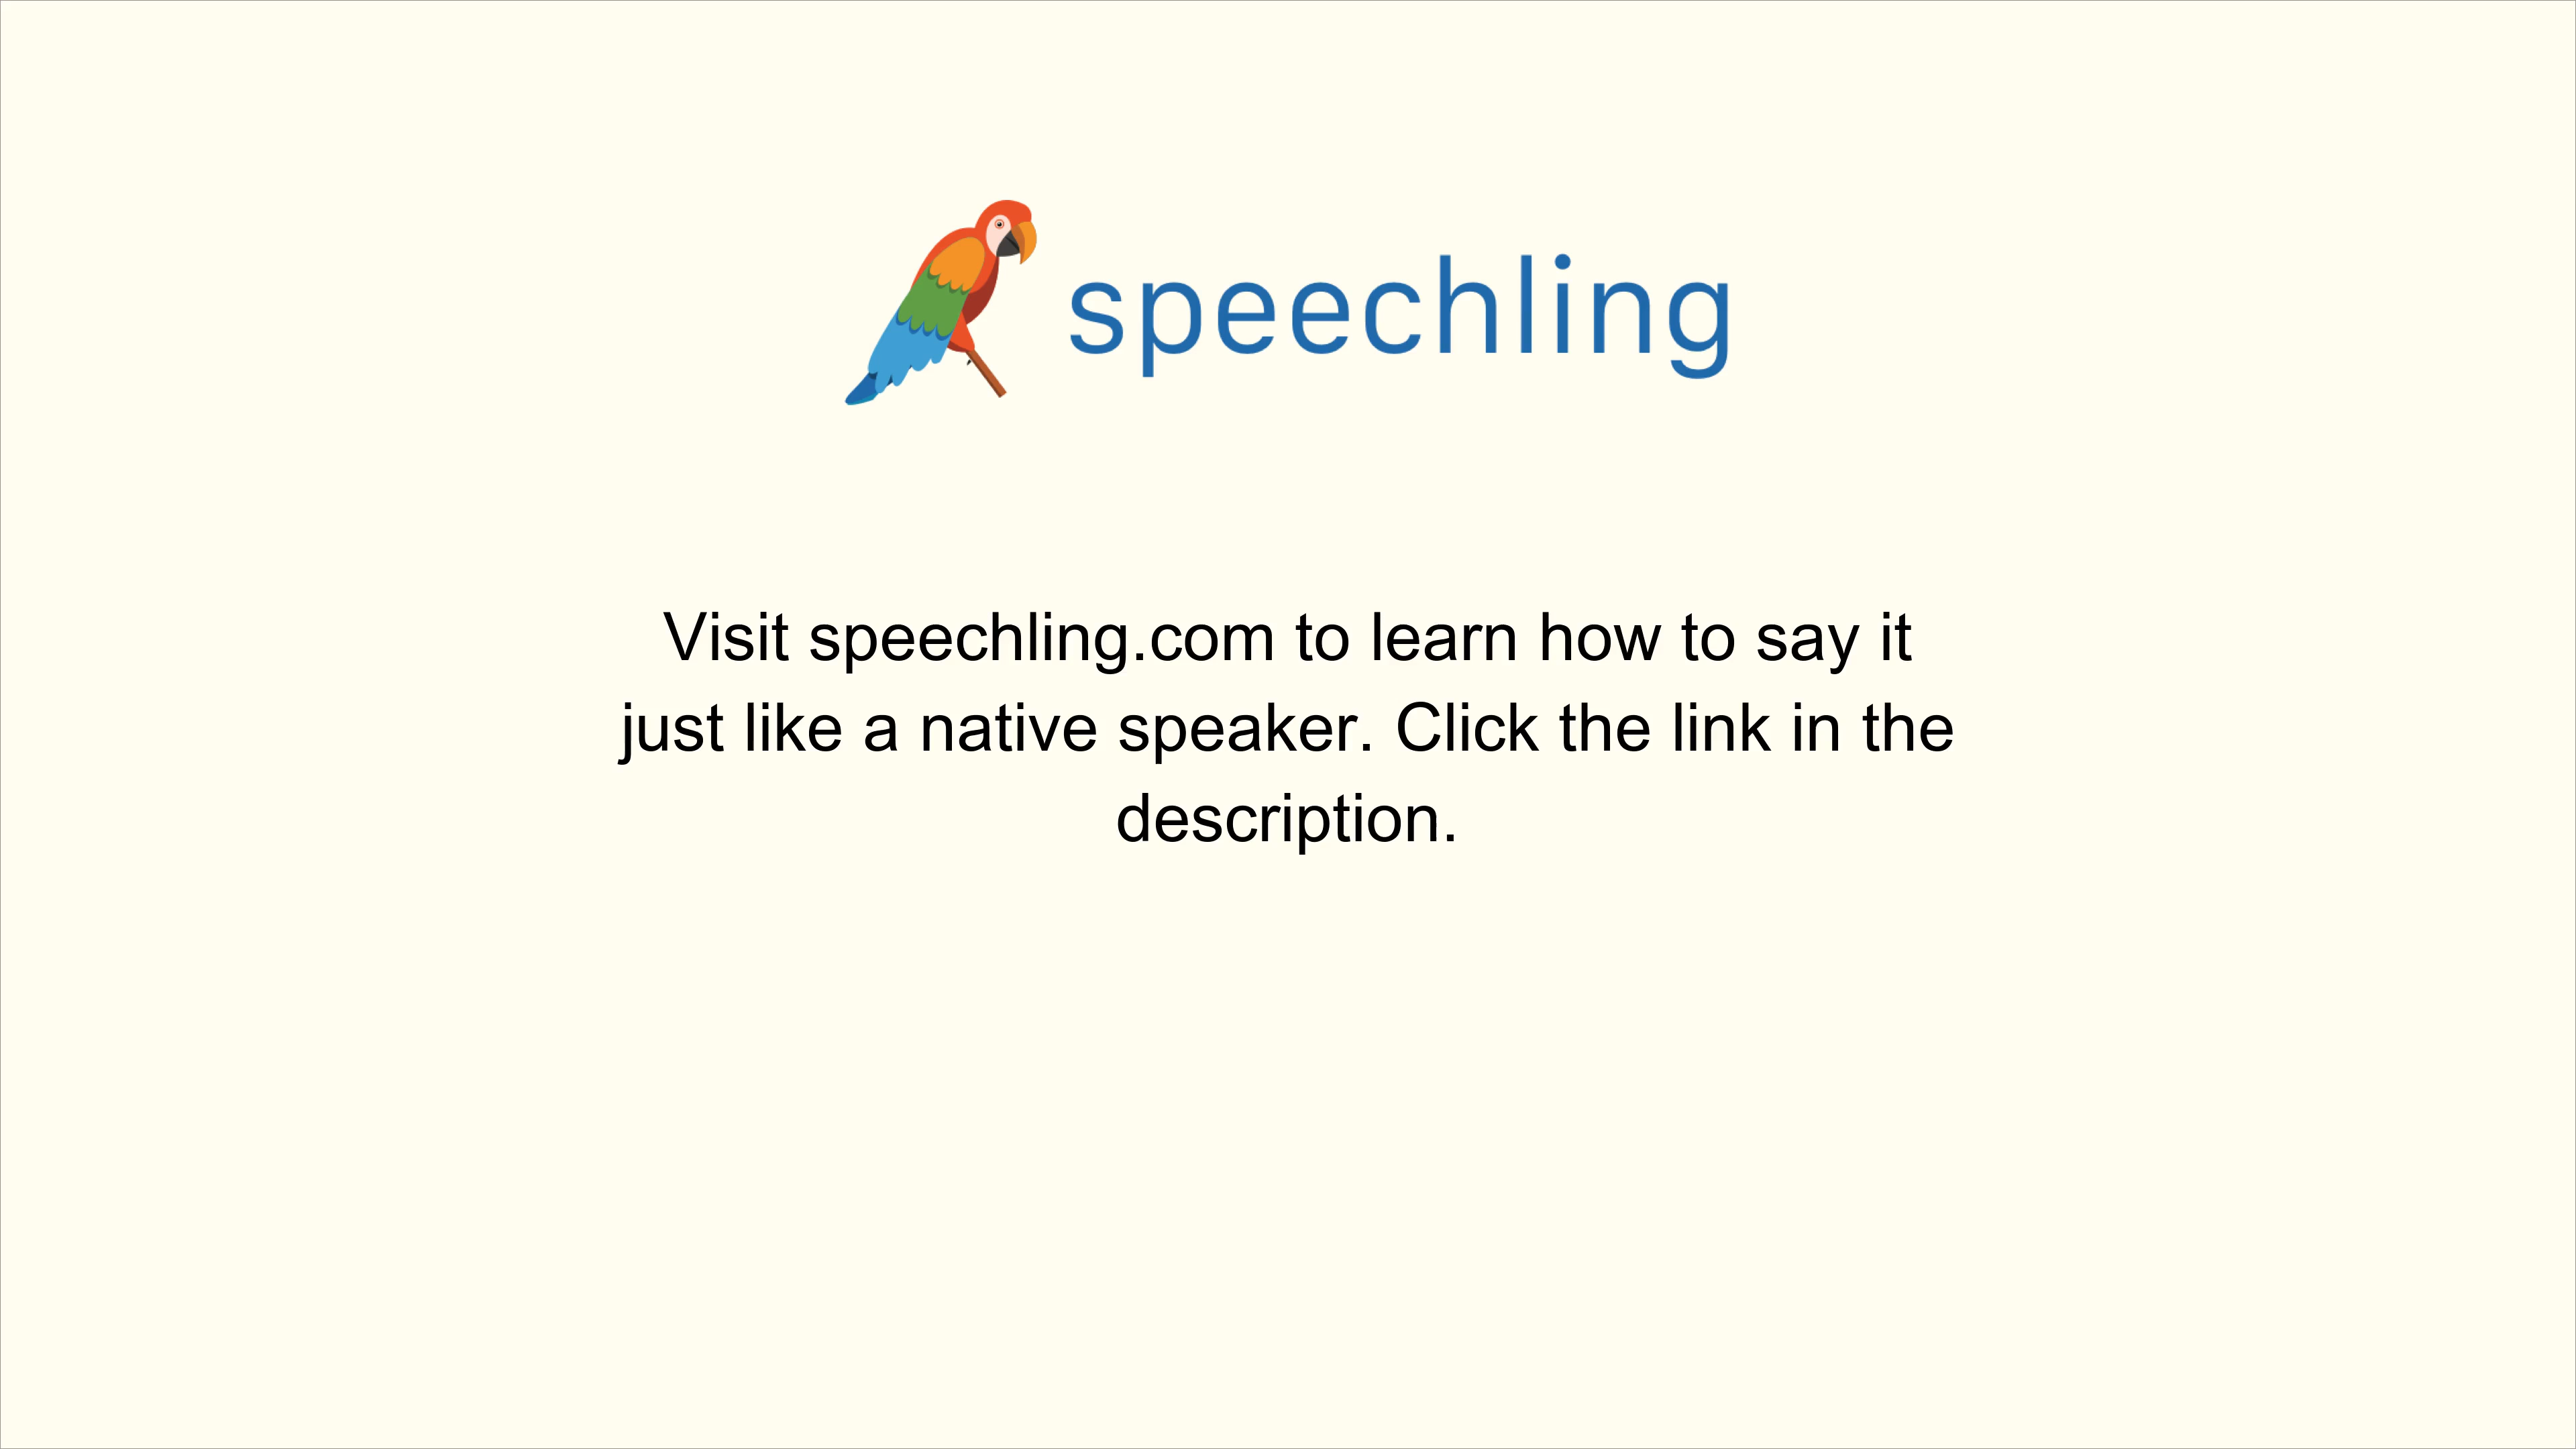 speechling
Visit speechling.com to learn how to say it
just like a native speaker. Click the link in the
description.